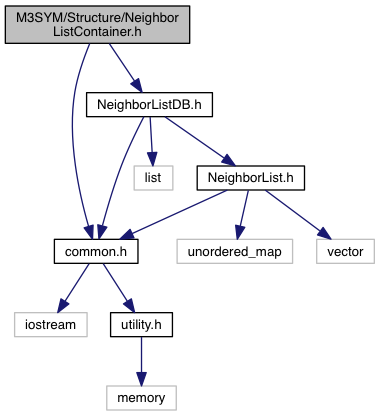 M3SYM/Structure/Neighbor
ListContainer.h
NeighborListDB.h
list
NeighborList.h
common.h
unordered_map
vector
iostream
utility.h
memory